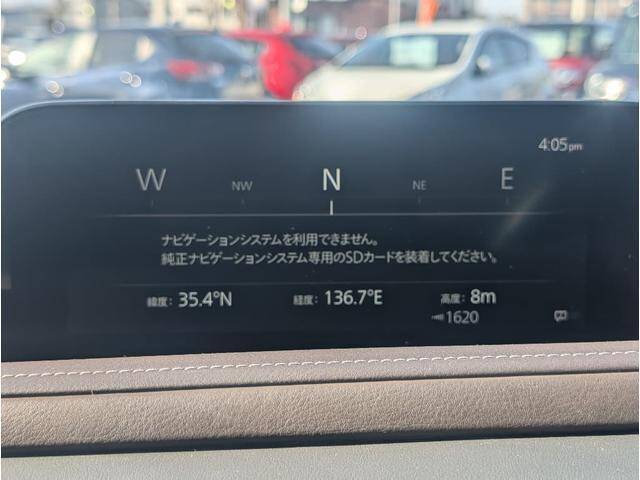 4:05pm
W NW N NE E
ナビゲーションシステムを利用できません。
純正ナビゲーションシステム専用のSDカードを装着してください。
緯度: 35.4°N 経度: 136.7°E 高度: 8m
1620